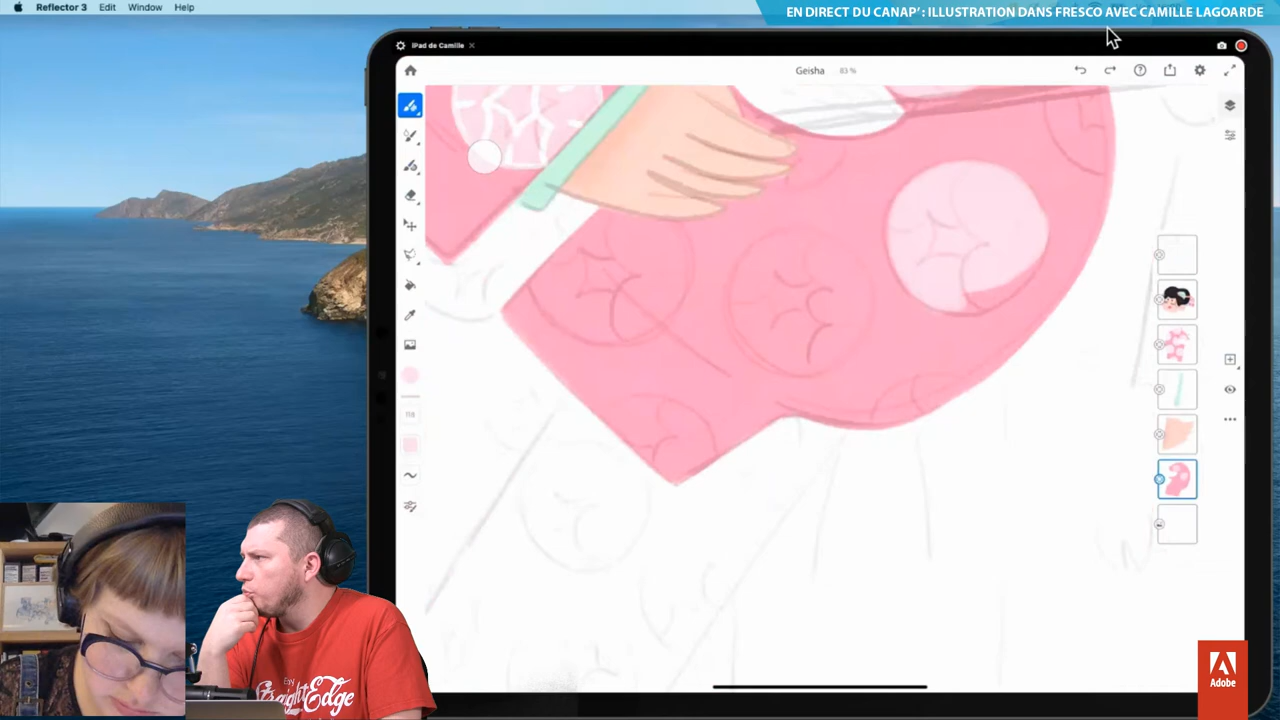 Reflector 3 Edit Window Help
EN DIRECT DU CANAP' : ILLUSTRATION DANS FRESCO AVEC CAMILLE LAGOARDE
iPad de Camille
Geisha 83 %
Adobe